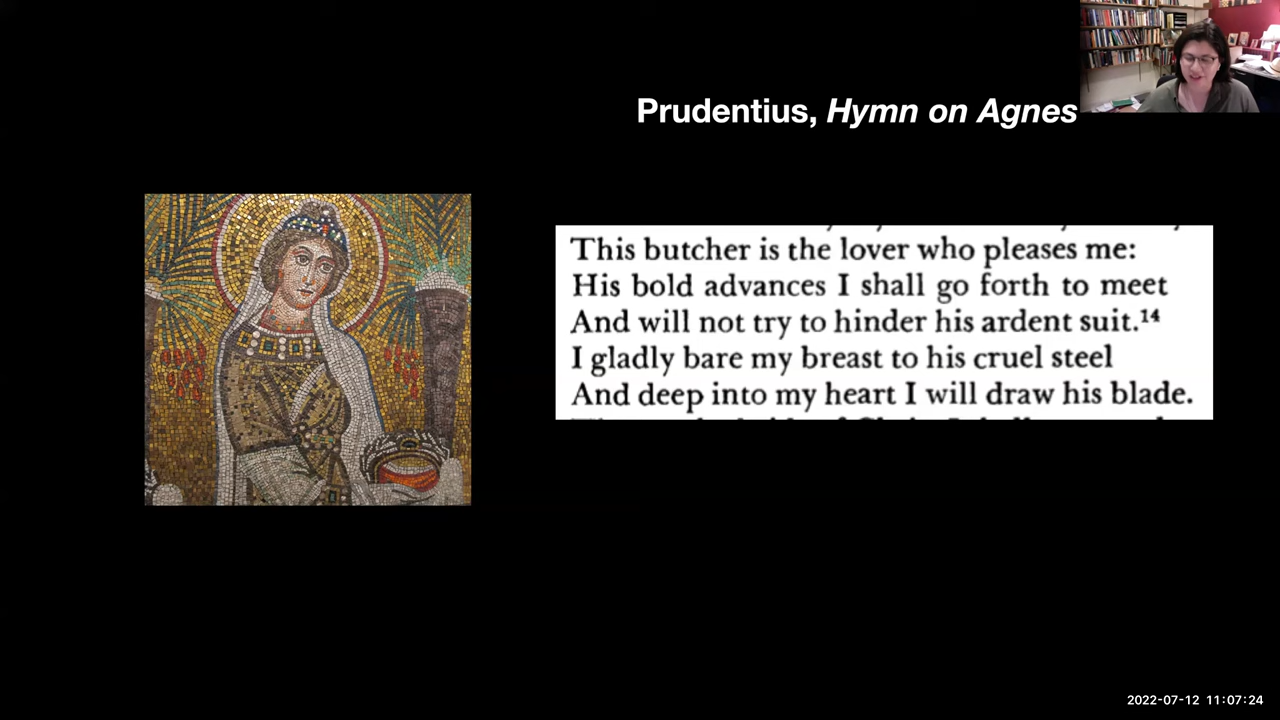 Prudentius, Hymn on Agnes
This butcher is the lover who pleases me:
His bold advances I shall go forth to meet
And will not try to hinder his ardent suit.14
I gladly bare my breast to his cruel steel
And deep into my heart I will draw his blade.
2022-07-12 11:07:24